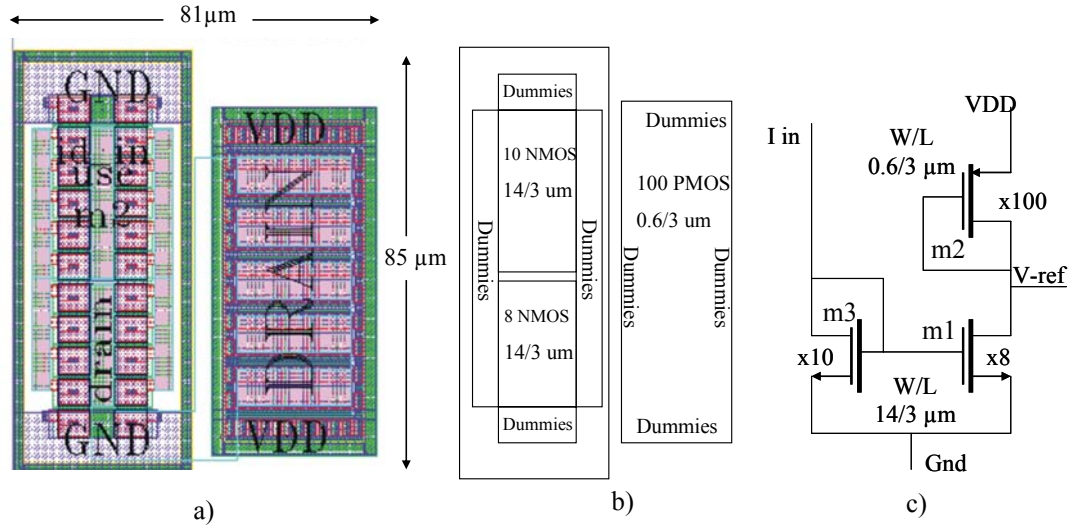 81µm
GND
id in
use
m2
drain
GND
VDD
DRAIN
VDD
85 µm
a)
Dummies
10 NMOS
14/3 um
Dummies
Dummies
8 NMOS
14/3 um
Dummies
Dummies
100 PMOS
0.6/3 um
Dummies
Dummies
Dummies
b)
I in
VDD
W/L
0.6/3 µm
x100
m2
V-ref
m3
m1
x10
x8
W/L
14/3 µm
Gnd
c)